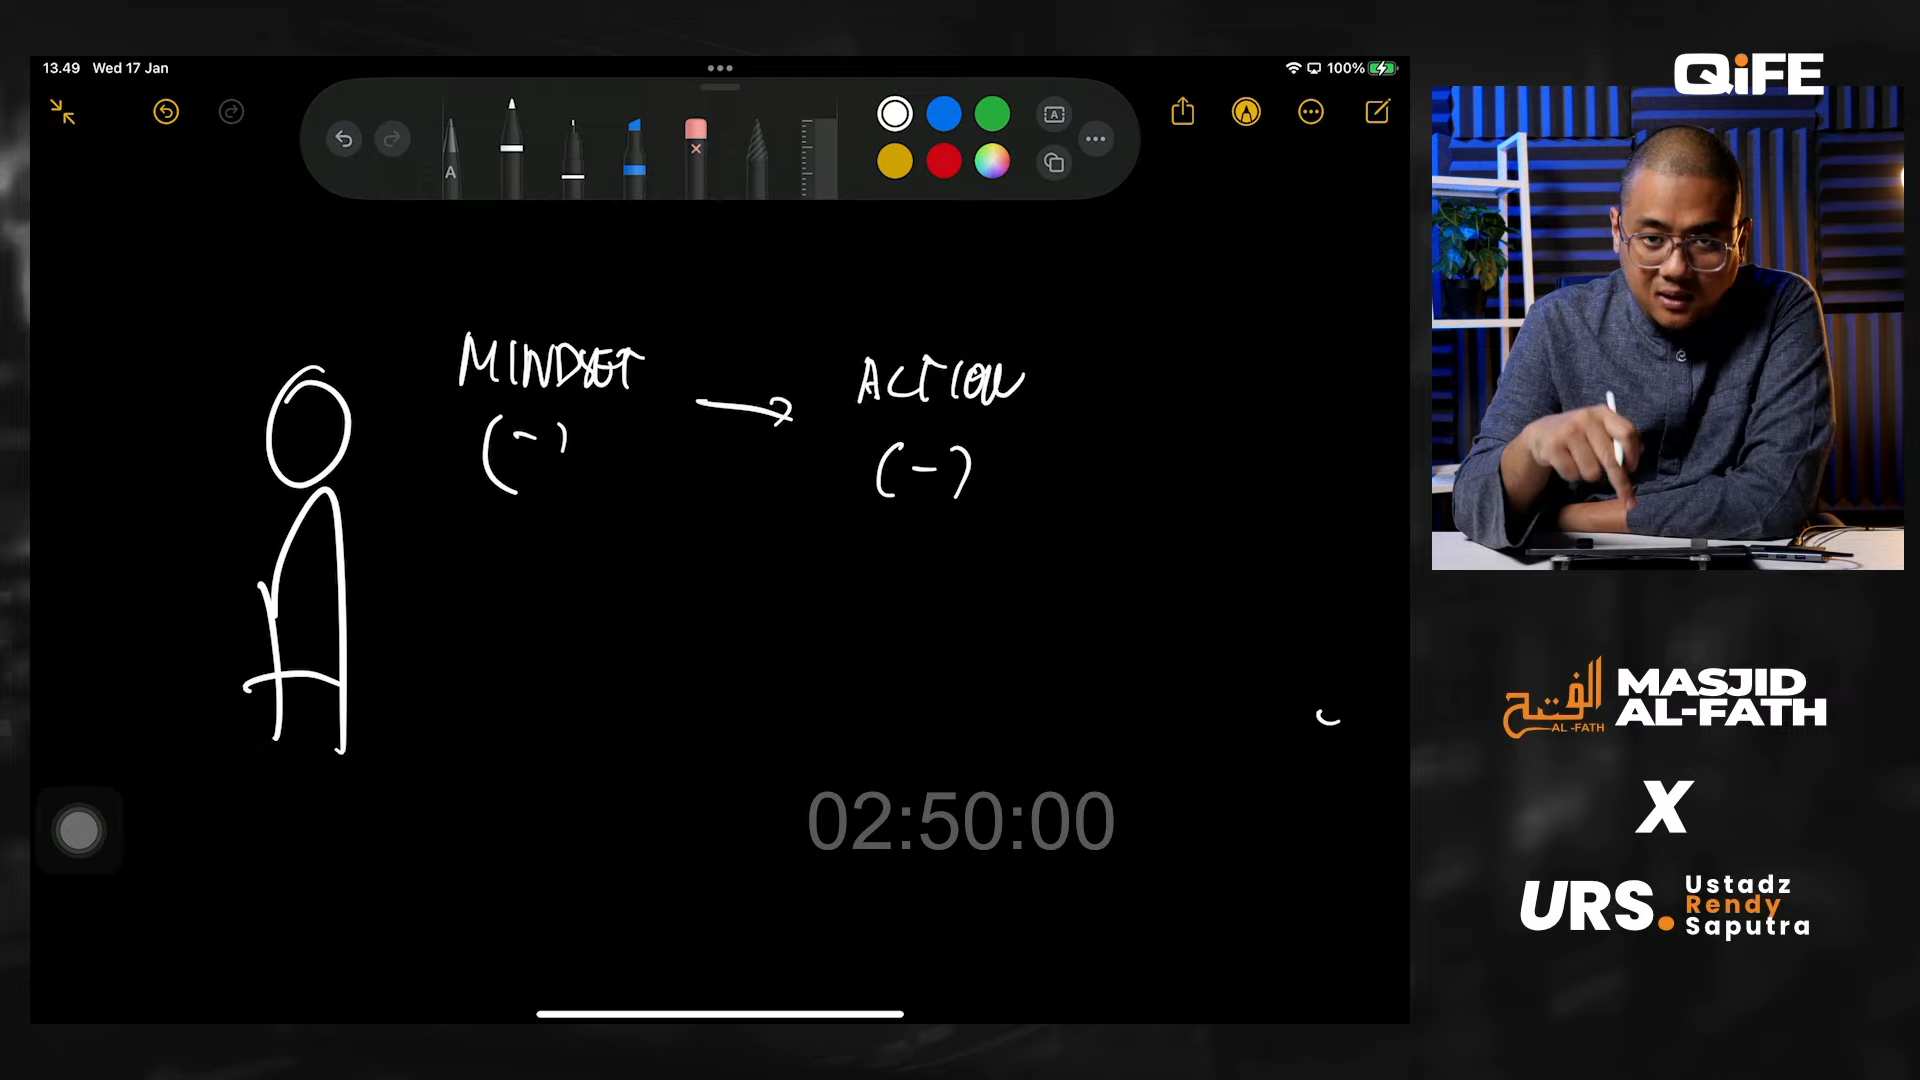 13.49 Wed 17 Jan
100%
A
A
MINDSET
(-)
ACTION
(-)
02:50:00
QiFE
الفتح
AL -FATH
MASJID
AL-FATH
X
URS.
Ustadz
Rendy
Saputra